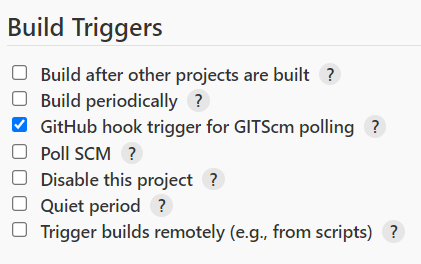 Build Triggers
Build after other projects are built ?
Build periodically ?
GitHub hook trigger for GITScm polling ?
Poll SCM ?
Disable this project ?
Quiet period ?
Trigger builds remotely (e.g., from scripts) ?